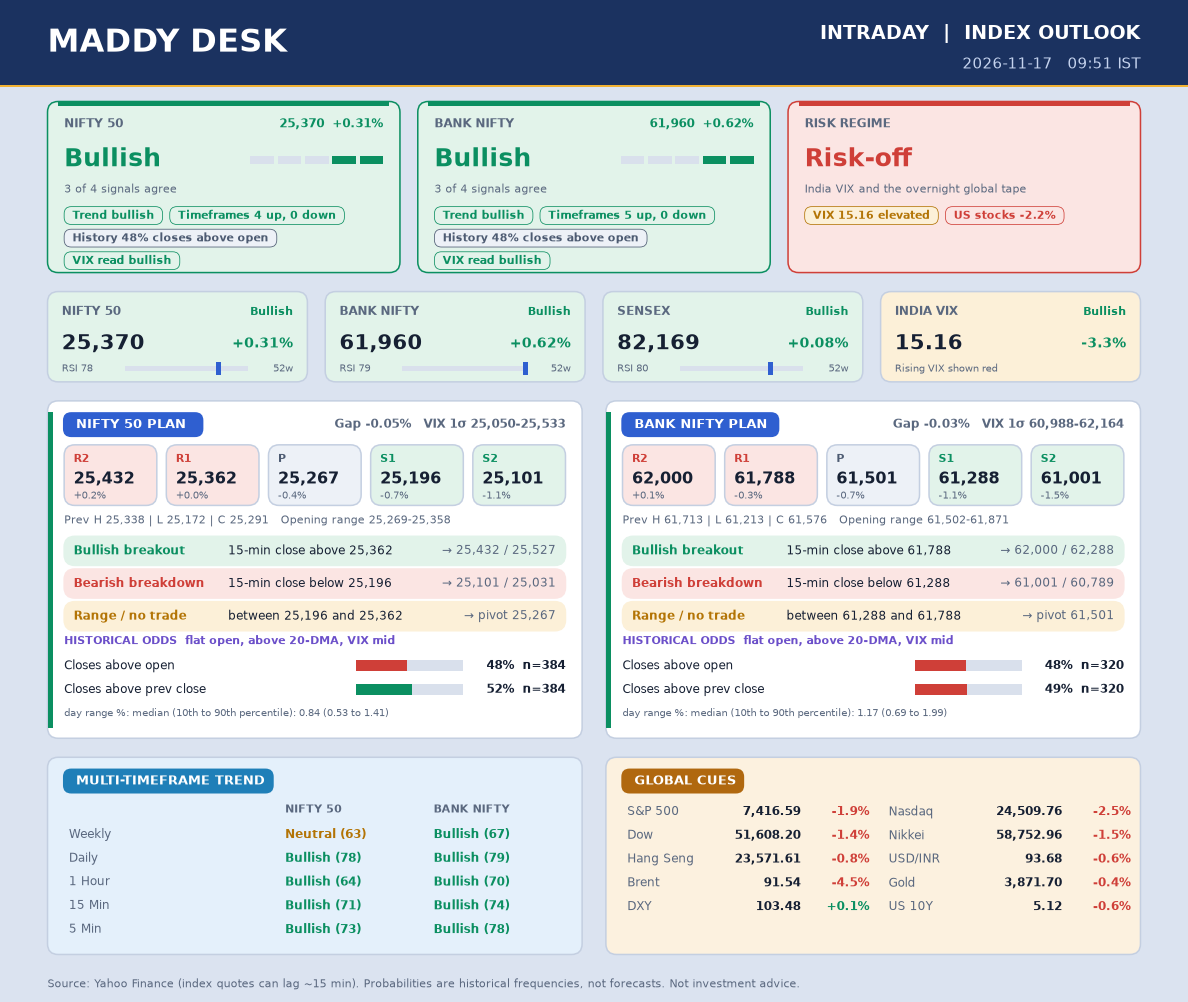 MADDY DESK
INTRADAY | INDEX OUTLOOK
2026-11-17 09:51 IST
NIFTY 50 25,370 +0.31%
Bullish
3 of 4 signals agree
Trend bullish Timeframes 4 up, 0 down
History 48% closes above open
VIX read bullish
BANK NIFTY 61,960 +0.62%
Bullish
3 of 4 signals agree
Trend bullish Timeframes 5 up, 0 down
History 48% closes above open
VIX read bullish
RISK REGIME
Risk-off
India VIX and the overnight global tape
VIX 15.16 elevated US stocks -2.2%
NIFTY 50 Bullish
25,370 +0.31%
RSI 78 52w
BANK NIFTY Bullish
61,960 +0.62%
RSI 79 52w
SENSEX Bullish
82,169 +0.08%
RSI 80 52w
INDIA VIX Bullish
15.16 -3.3%
Rising VIX shown red
NIFTY 50 PLAN Gap -0.05% VIX 1σ 25,050-25,533
R2 R1 P S1 S2
25,432 25,362 25,267 25,196 25,101
+0.2% +0.0% -0.4% -0.7% -1.1%
Prev H 25,338 | L 25,172 | C 25,291 Opening range 25,269-25,358
Bullish breakout 15-min close above 25,362 → 25,432 / 25,527
Bearish breakdown 15-min close below 25,196 → 25,101 / 25,031
Range / no trade between 25,196 and 25,362 → pivot 25,267
HISTORICAL ODDS flat open, above 20-DMA, VIX mid
Closes above open 48% n=384
Closes above prev close 52% n=384
day range %: median (10th to 90th percentile): 0.84 (0.53 to 1.41)
BANK NIFTY PLAN Gap -0.03% VIX 1σ 60,988-62,164
R2 R1 P S1 S2
62,000 61,788 61,501 61,288 61,001
+0.1% -0.3% -0.7% -1.1% -1.5%
Prev H 61,713 | L 61,213 | C 61,576 Opening range 61,502-61,871
Bullish breakout 15-min close above 61,788 → 62,000 / 62,288
Bearish breakdown 15-min close below 61,288 → 61,001 / 60,789
Range / no trade between 61,288 and 61,788 → pivot 61,501
HISTORICAL ODDS flat open, above 20-DMA, VIX mid
Closes above open 48% n=320
Closes above prev close 49% n=320
day range %: median (10th to 90th percentile): 1.17 (0.69 to 1.99)
MULTI-TIMEFRAME TREND
NIFTY 50 BANK NIFTY
Weekly Neutral (63) Bullish (67)
Daily Bullish (78) Bullish (79)
1 Hour Bullish (64) Bullish (70)
15 Min Bullish (71) Bullish (74)
5 Min Bullish (73) Bullish (78)
GLOBAL CUES
S&P 500 7,416.59 -1.9% Nasdaq 24,509.76 -2.5%
Dow 51,608.20 -1.4% Nikkei 58,752.96 -1.5%
Hang Seng 23,571.61 -0.8% USD/INR 93.68 -0.6%
Brent 91.54 -4.5% Gold 3,871.70 -0.4%
DXY 103.48 +0.1% US 10Y 5.12 -0.6%
Source: Yahoo Finance (index quotes can lag ~15 min). Probabilities are historical frequencies, not forecasts. Not investment advice.